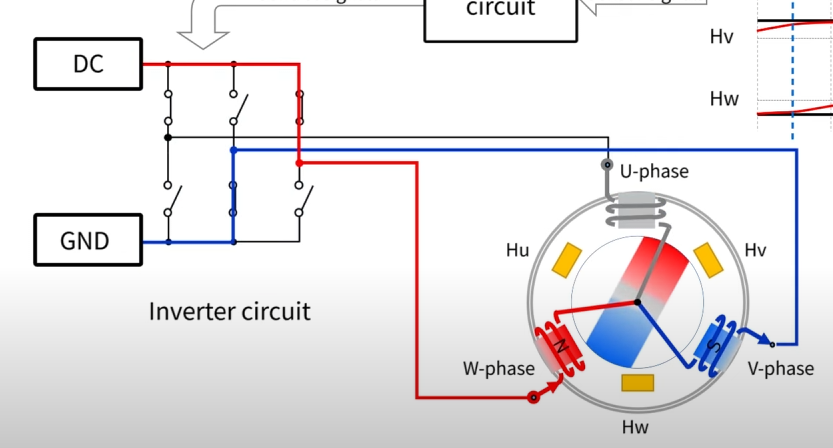 circuit
Hv
DC
Hw
U-phase
GND
Hu
Hv
Inverter circuit
N
S
W-phase
V-phase
Hw